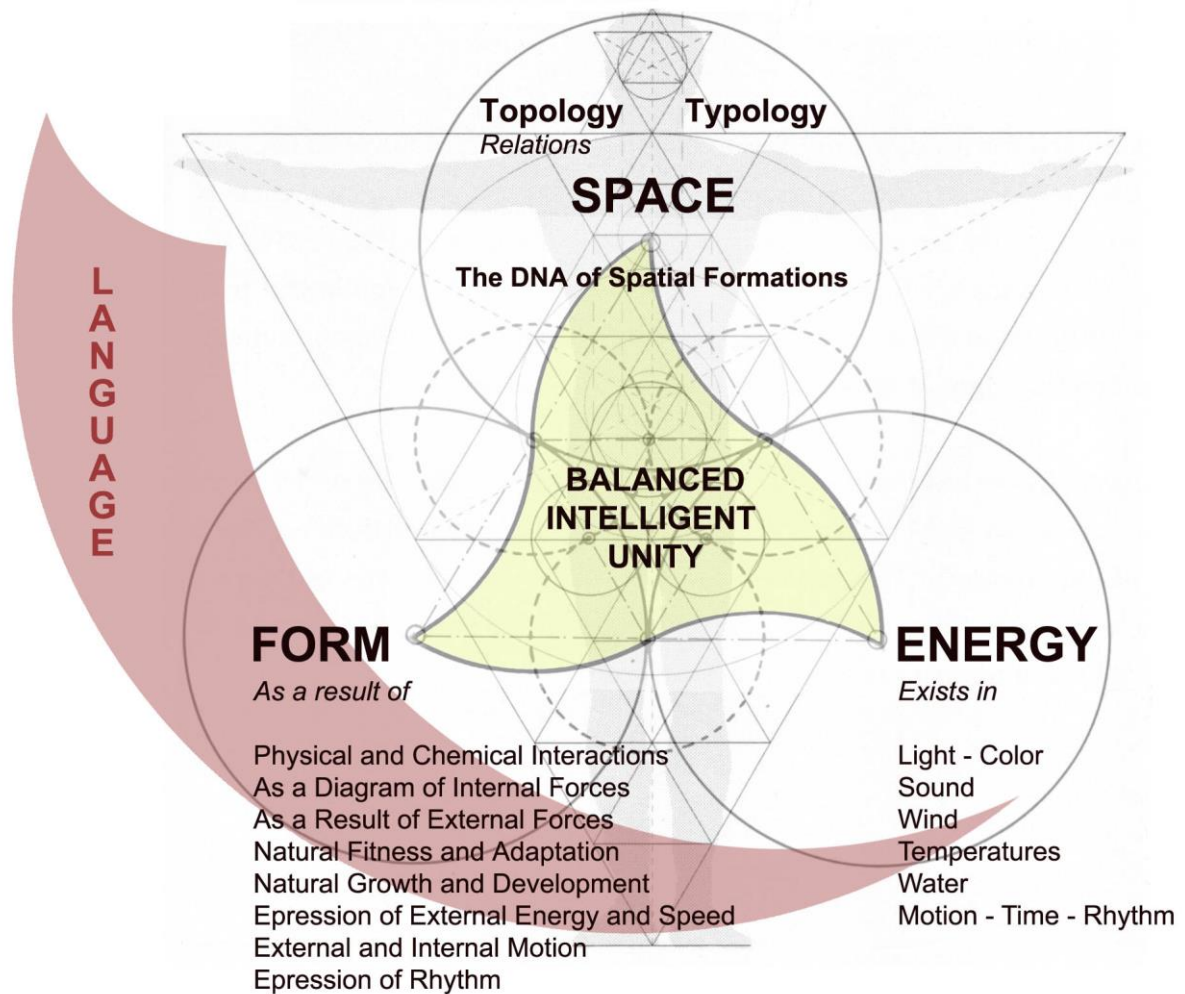 Topology Typology
Relations
SPACE
The DNA of Spatial Formations
LANGUAGE
BALANCED
INTELLIGENT
UNITY
FORM
As a result of
Physical and Chemical Interactions
As a Diagram of Internal Forces
As a Result of External Forces
Natural Fitness and Adaptation
Natural Growth and Development
Epression of External Energy and Speed
External and Internal Motion
Epression of Rhythm
ENERGY
Exists in
Light - Color
Sound
Wind
Temperatures
Water
Motion - Time - Rhythm